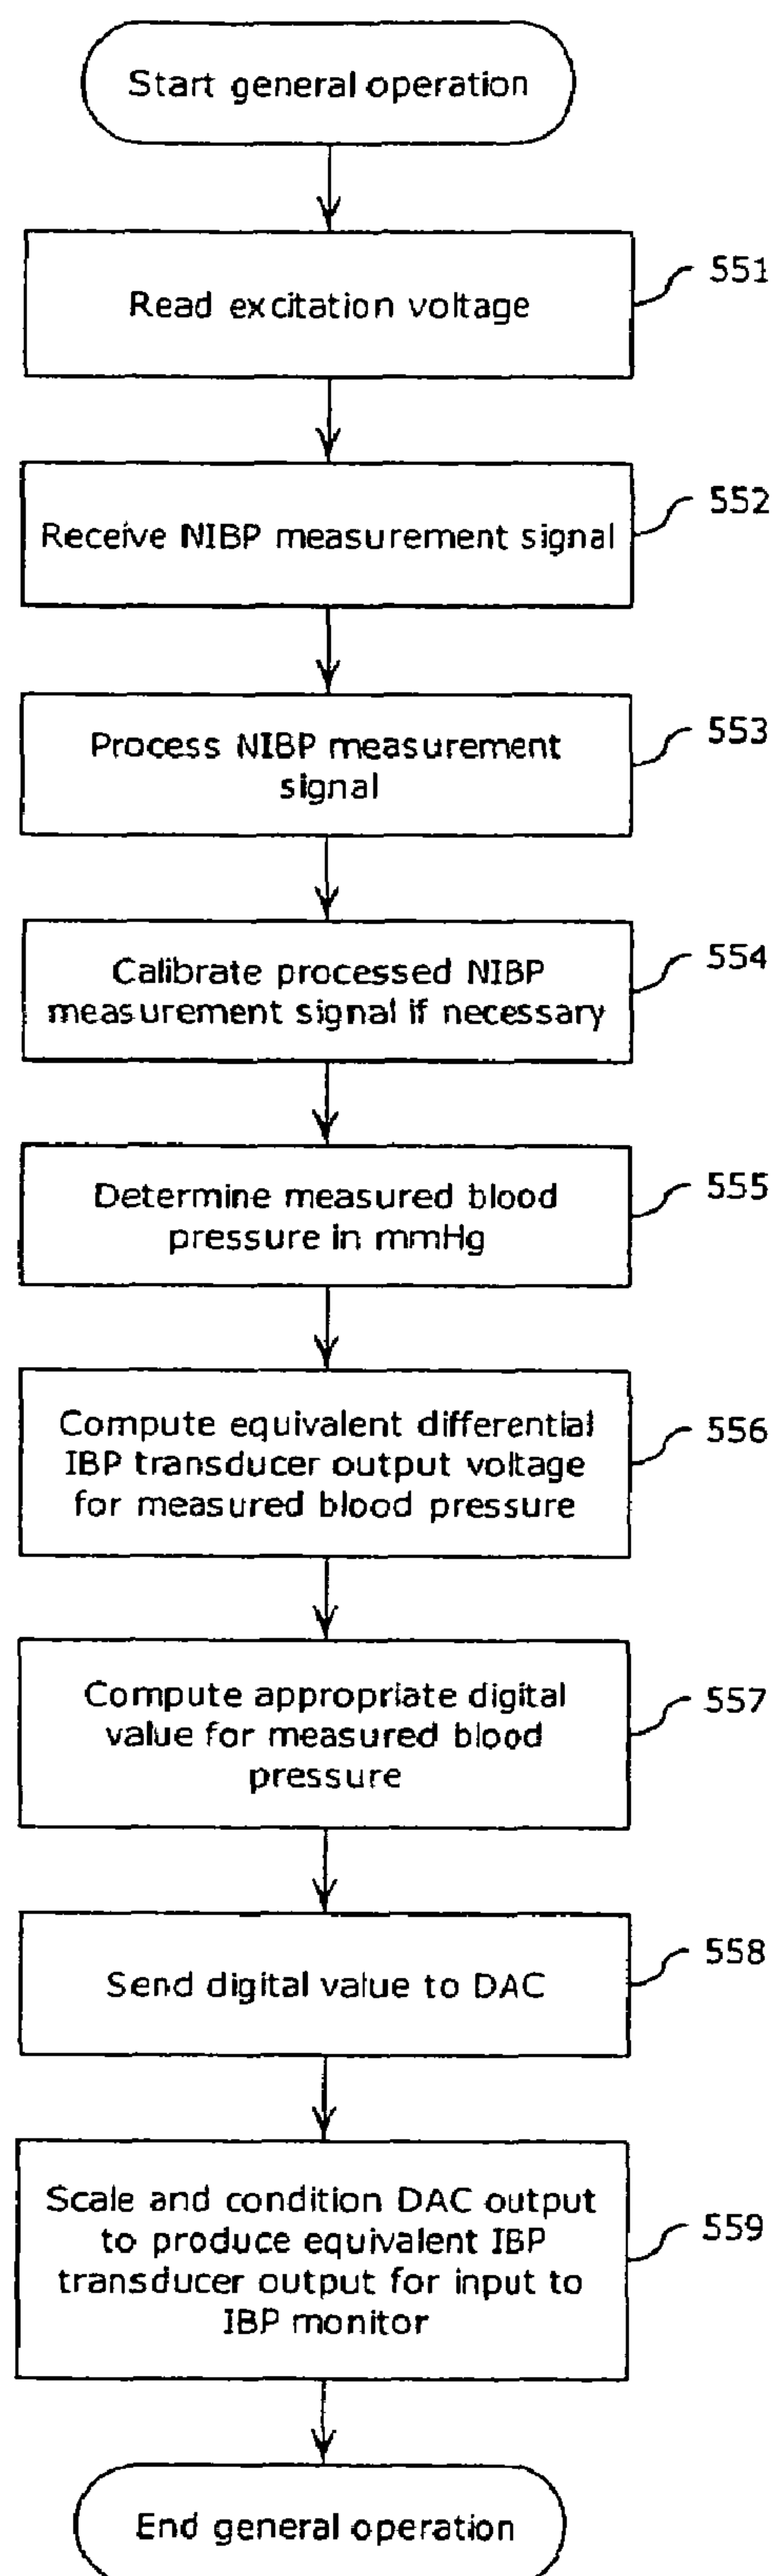 Start general operation
Read excitation voltage
551
Receive NIBP measurement signal
552
Process NIBP measurement
signal
553
Calibrate processed NIBP
measurement signal if necessary
554
Determine measured blood
pressure in mmHg
555
Compute equivalent differential
IBP transducer output voltage
for measured blood pressure
556
Compute appropriate digital
value for measured blood
pressure
557
Send digital value to DAC
558
Scale and condition DAC output
to produce equivalent IBP
transducer output for input to
IBP monitor
559
End general operation